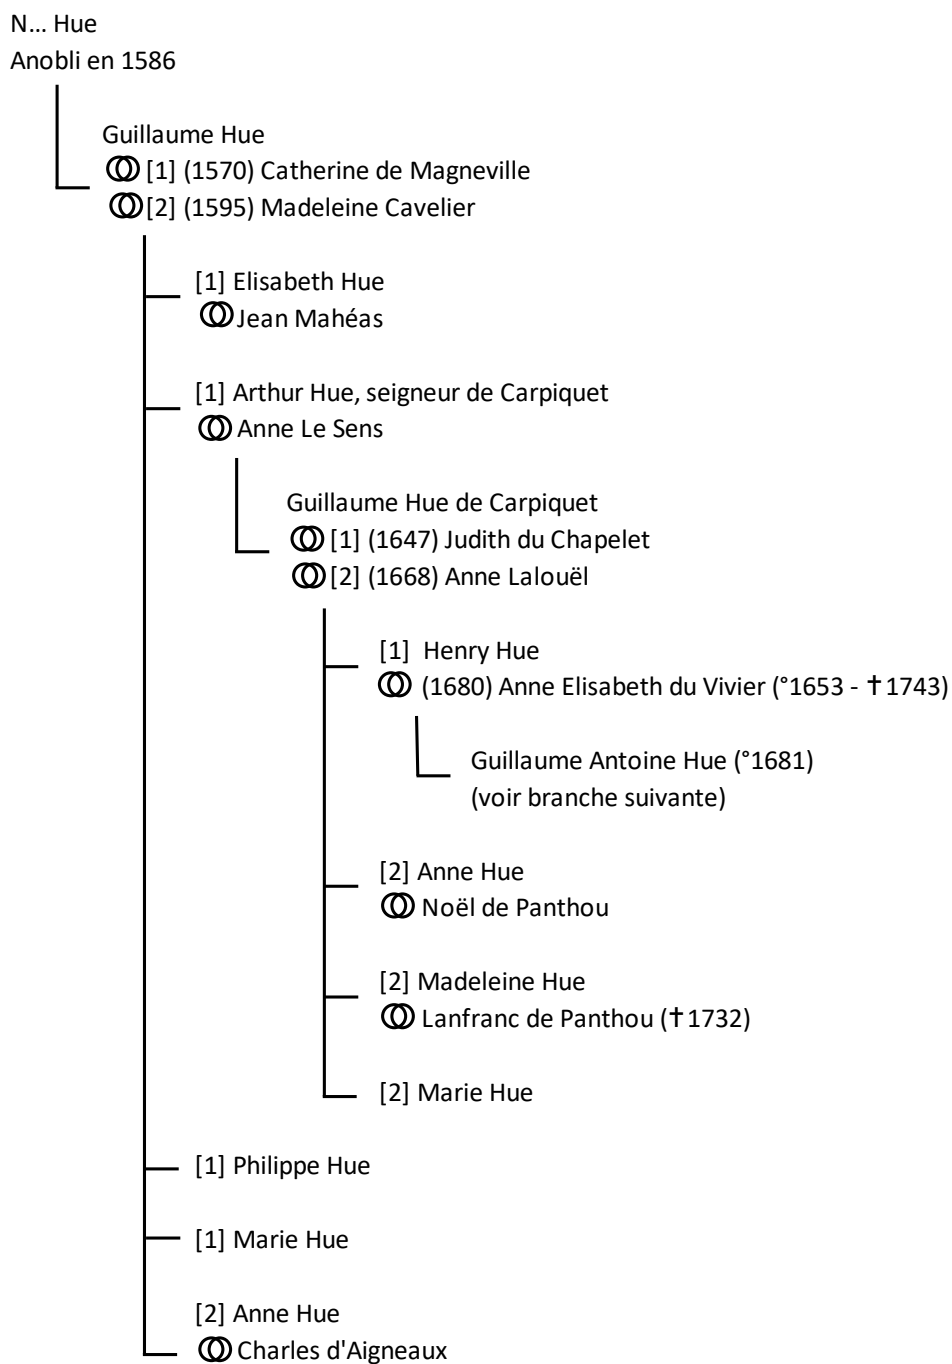 N... Hue
Anobli en 1586
Guillaume Hue
[1] (1570) Catherine de Magneville
[2] (1595) Madeleine Cavelier
[1] Elisabeth Hue
Jean Mahéas
[1] Arthur Hue, seigneur de Carpiquet
Anne Le Sens
Guillaume Hue de Carpiquet
[1] (1647) Judith du Chapelet
[2] (1668) Anne Lalouël
[1] Henry Hue
(1680) Anne Elisabeth du Vivier (°1653 - ✝1743)
Guillaume Antoine Hue (°1681)
(voir branche suivante)
[2] Anne Hue
Noël de Panthou
[2] Madeleine Hue
Lanfranc de Panthou (✝1732)
[2] Marie Hue
[1] Philippe Hue
[1] Marie Hue
[2] Anne Hue
Charles d'Aigneaux